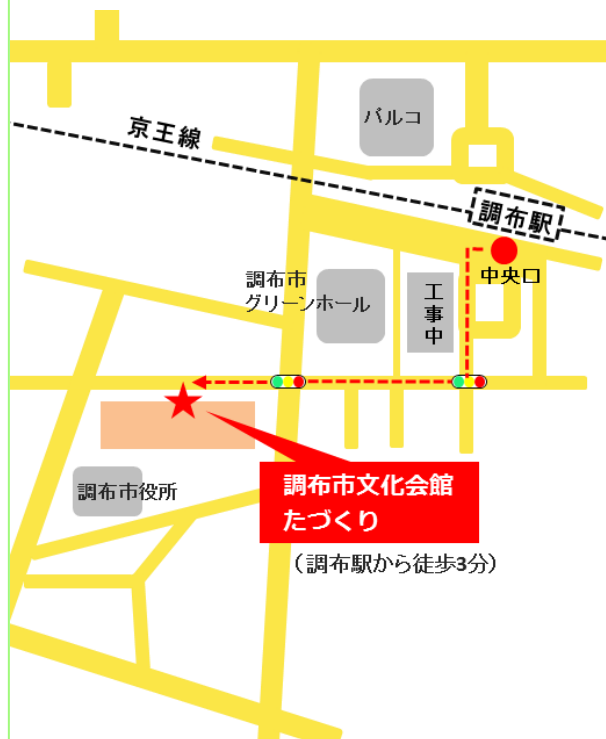 パルコ
京王線
調布駅
中央口
調布市
グリーンホール
工事中
調布市文化会館
たづくり
調布市役所
（調布駅から徒歩3分）